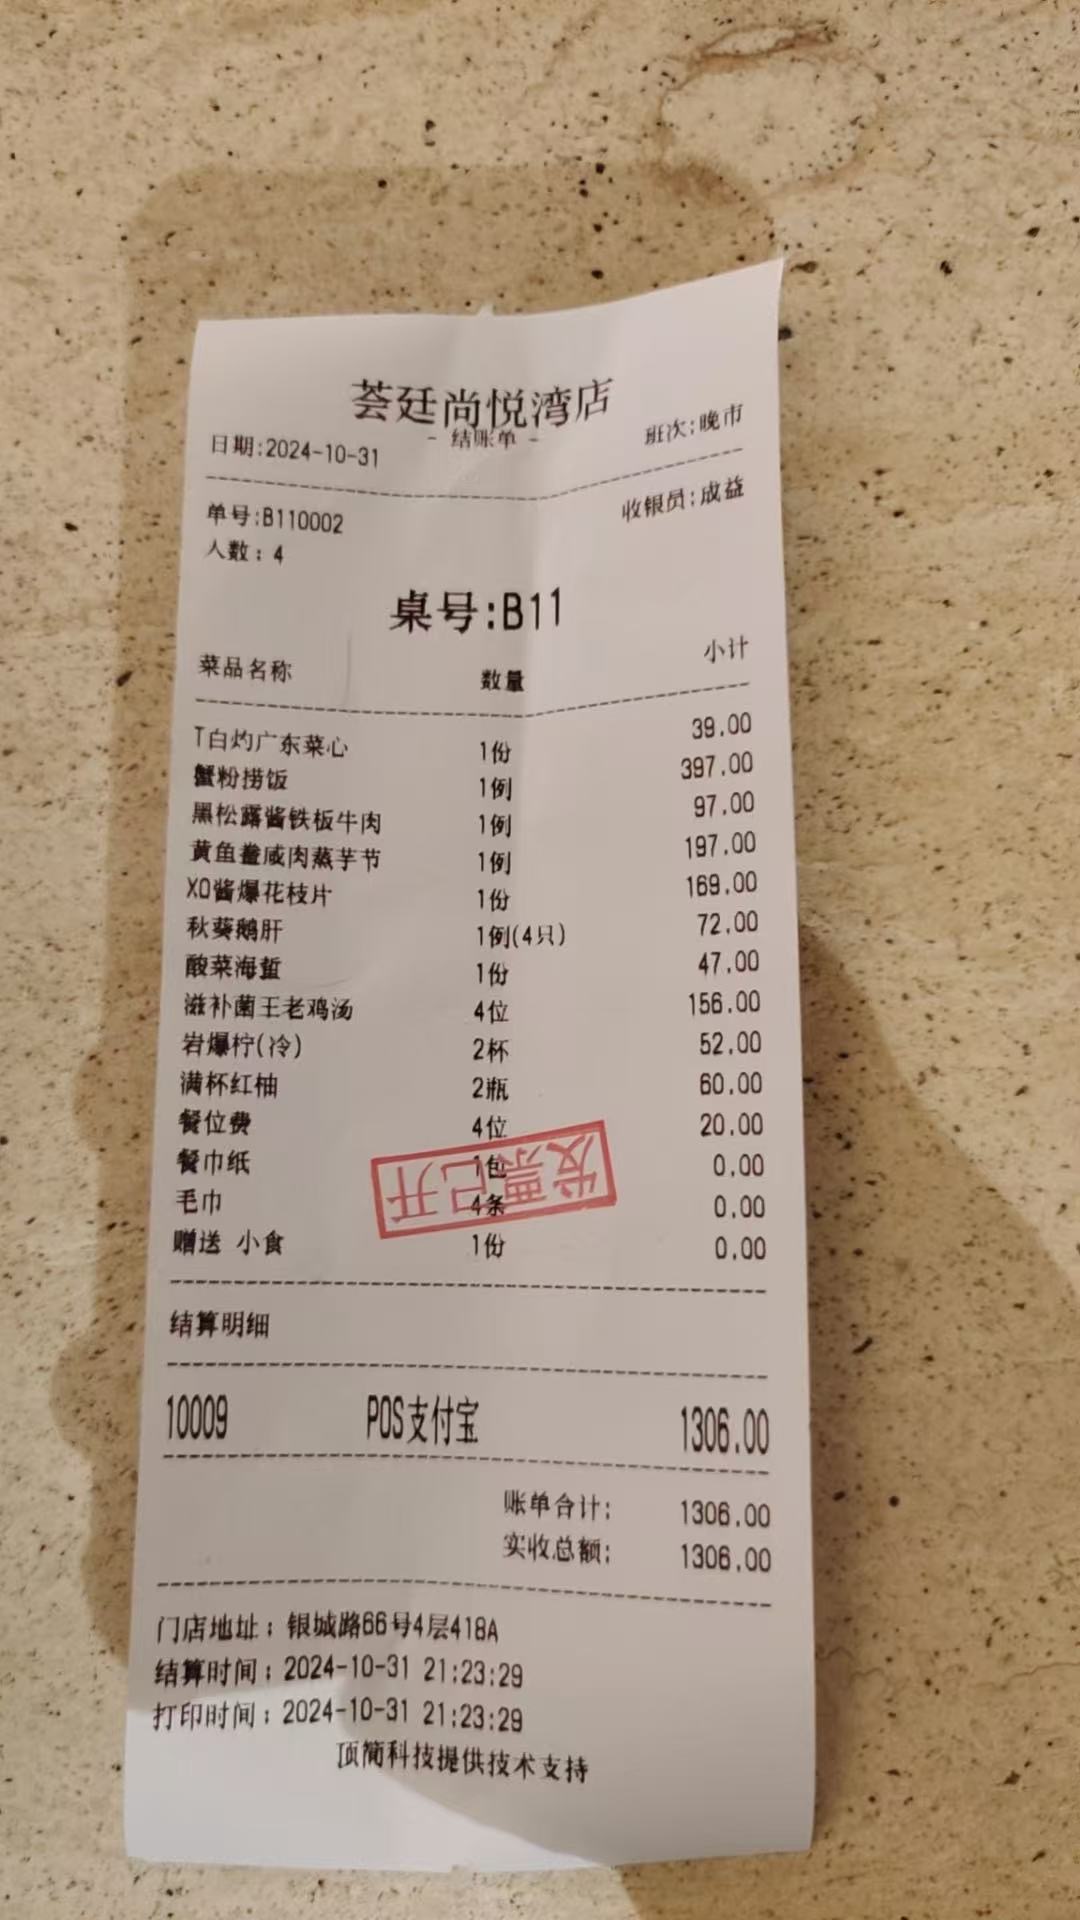 荟廷尚悦湾店
- 结账单 -
日期:2024-10-31 班次:晚市
单号:B110002 收银员:成益
人数: 4
桌号:B11
菜品名称 数量 小计
T白灼广东菜心 1份 39.00
蟹粉捞饭 1例 397.00
黑松露酱铁板牛肉 1例 97.00
黄鱼鲞咸肉蒸芋节 1例 197.00
XO酱爆花枝片 1份 169.00
秋葵鹅肝 1例(4只) 72.00
酸菜海蜇 1份 47.00
滋补菌王老鸡汤 4位 156.00
岩爆柠(冷) 2杯 52.00
满杯红柚 2瓶 60.00
餐位费 4位 20.00
餐巾纸 1包 0.00
毛巾 4条 0.00
赠送 小食 1份 0.00
发票已开
结算明细
10009 POS支付宝 1306.00
账单合计: 1306.00
实收总额: 1306.00
门店地址: 银城路66号4层418A
结算时间: 2024-10-31 21:23:29
打印时间: 2024-10-31 21:23:29
顶简科技提供技术支持